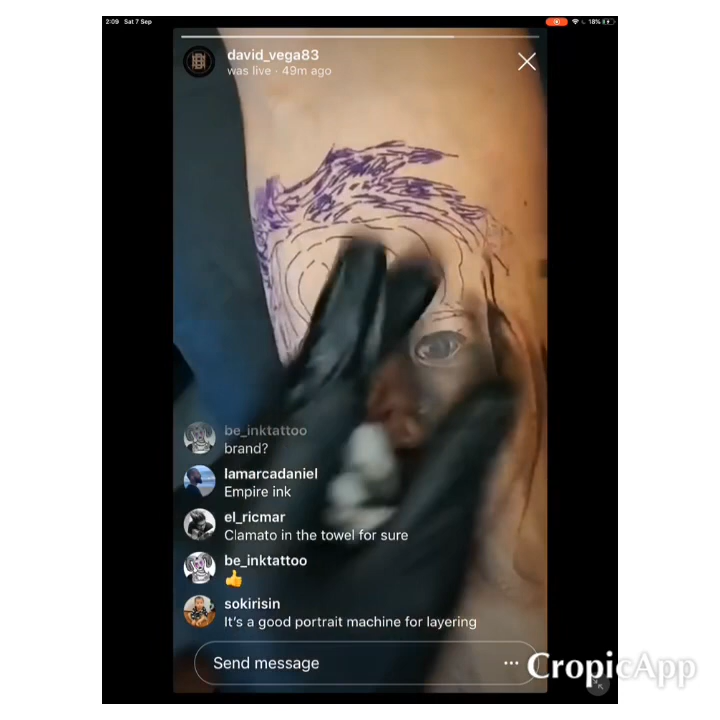 2:09 Sat 7 Sep
18%
david_vega83
was live · 49m ago
be_inktattoo
brand?
lamarcadaniel
Empire ink
el_ricmar
Clamato in the towel for sure
be_inktattoo
👍
sokirisin
It's a good portrait machine for layering
Send message
CropicApp